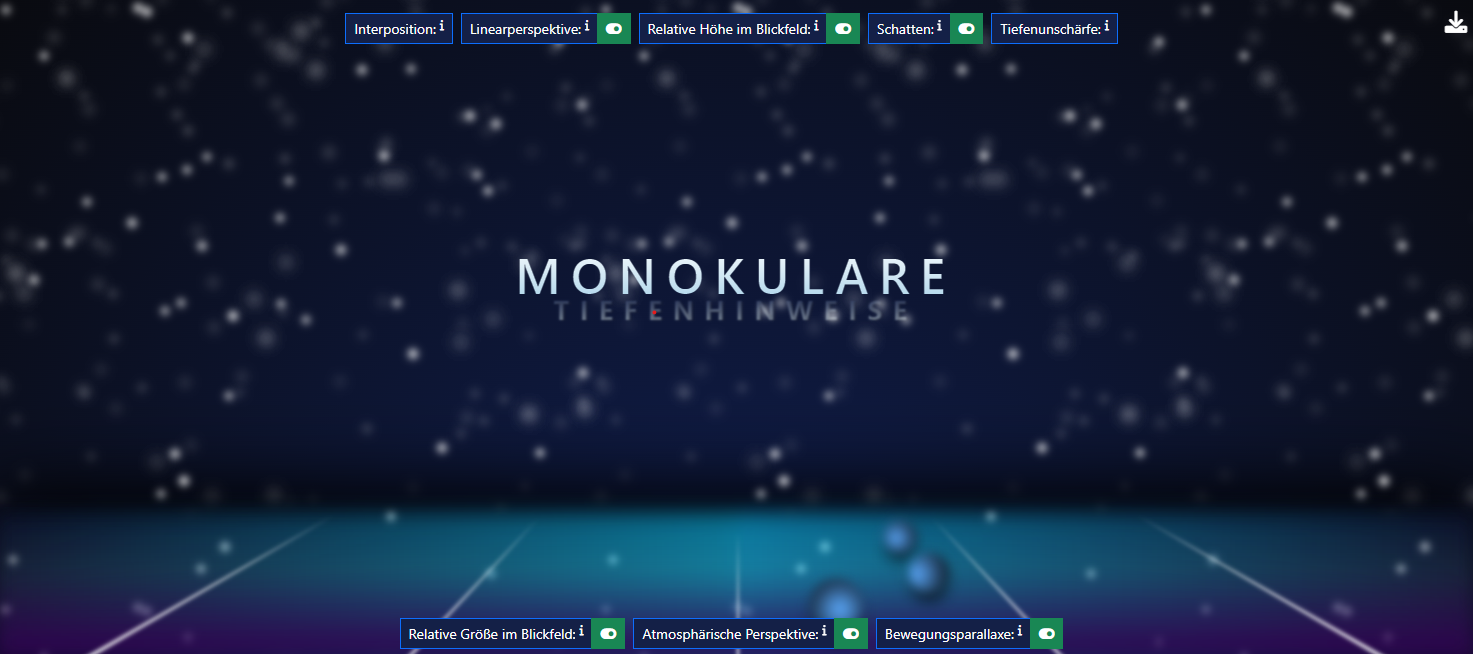 Interposition: i Linearperspektive: i Relative Höhe im Blickfeld: i Schatten: i Tiefenunschärfe: i
MONOKULARE
TIEFENHINWEISE
Relative Größe im Blickfeld: i Atmosphärische Perspektive: i Bewegungsparallaxe: i